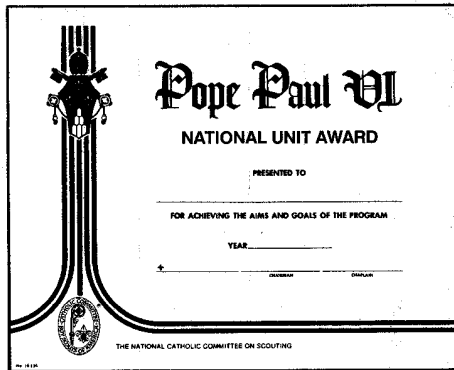 Pope Paul VI
NATIONAL UNIT AWARD
PRESENTED TO
FOR ACHIEVING THE AIMS AND GOALS OF THE PROGRAM
YEAR
CHAIRMAN CHAPLAIN
THE NATIONAL CATHOLIC COMMITTEE ON SCOUTING